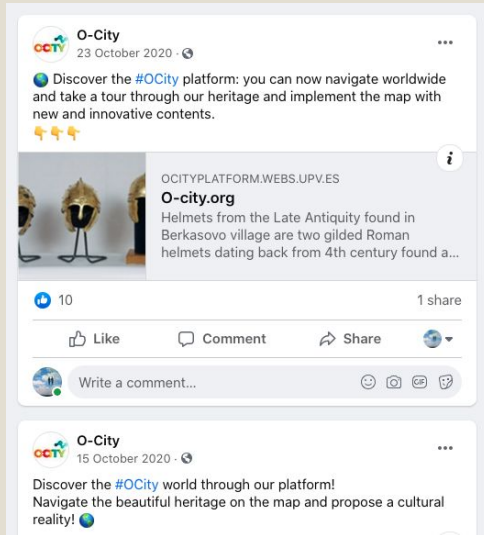 O-City
23 October 2020 ·
Discover the #OCity platform: you can now navigate worldwide
and take a tour through our heritage and implement the map with
new and innovative contents.
OCITYPLATFORM.WEBS.UPV.ES
O-city.org
Helmets from the Late Antiquity found in
Berkasovo village are two gilded Roman
helmets dating back from 4th century found a...
10
1 share
Like
Comment
Share
Write a comment...
GIF
O-City
15 October 2020 ·
Discover the #OCity world through our platform!
Navigate the beautiful heritage on the map and propose a cultural
reality!